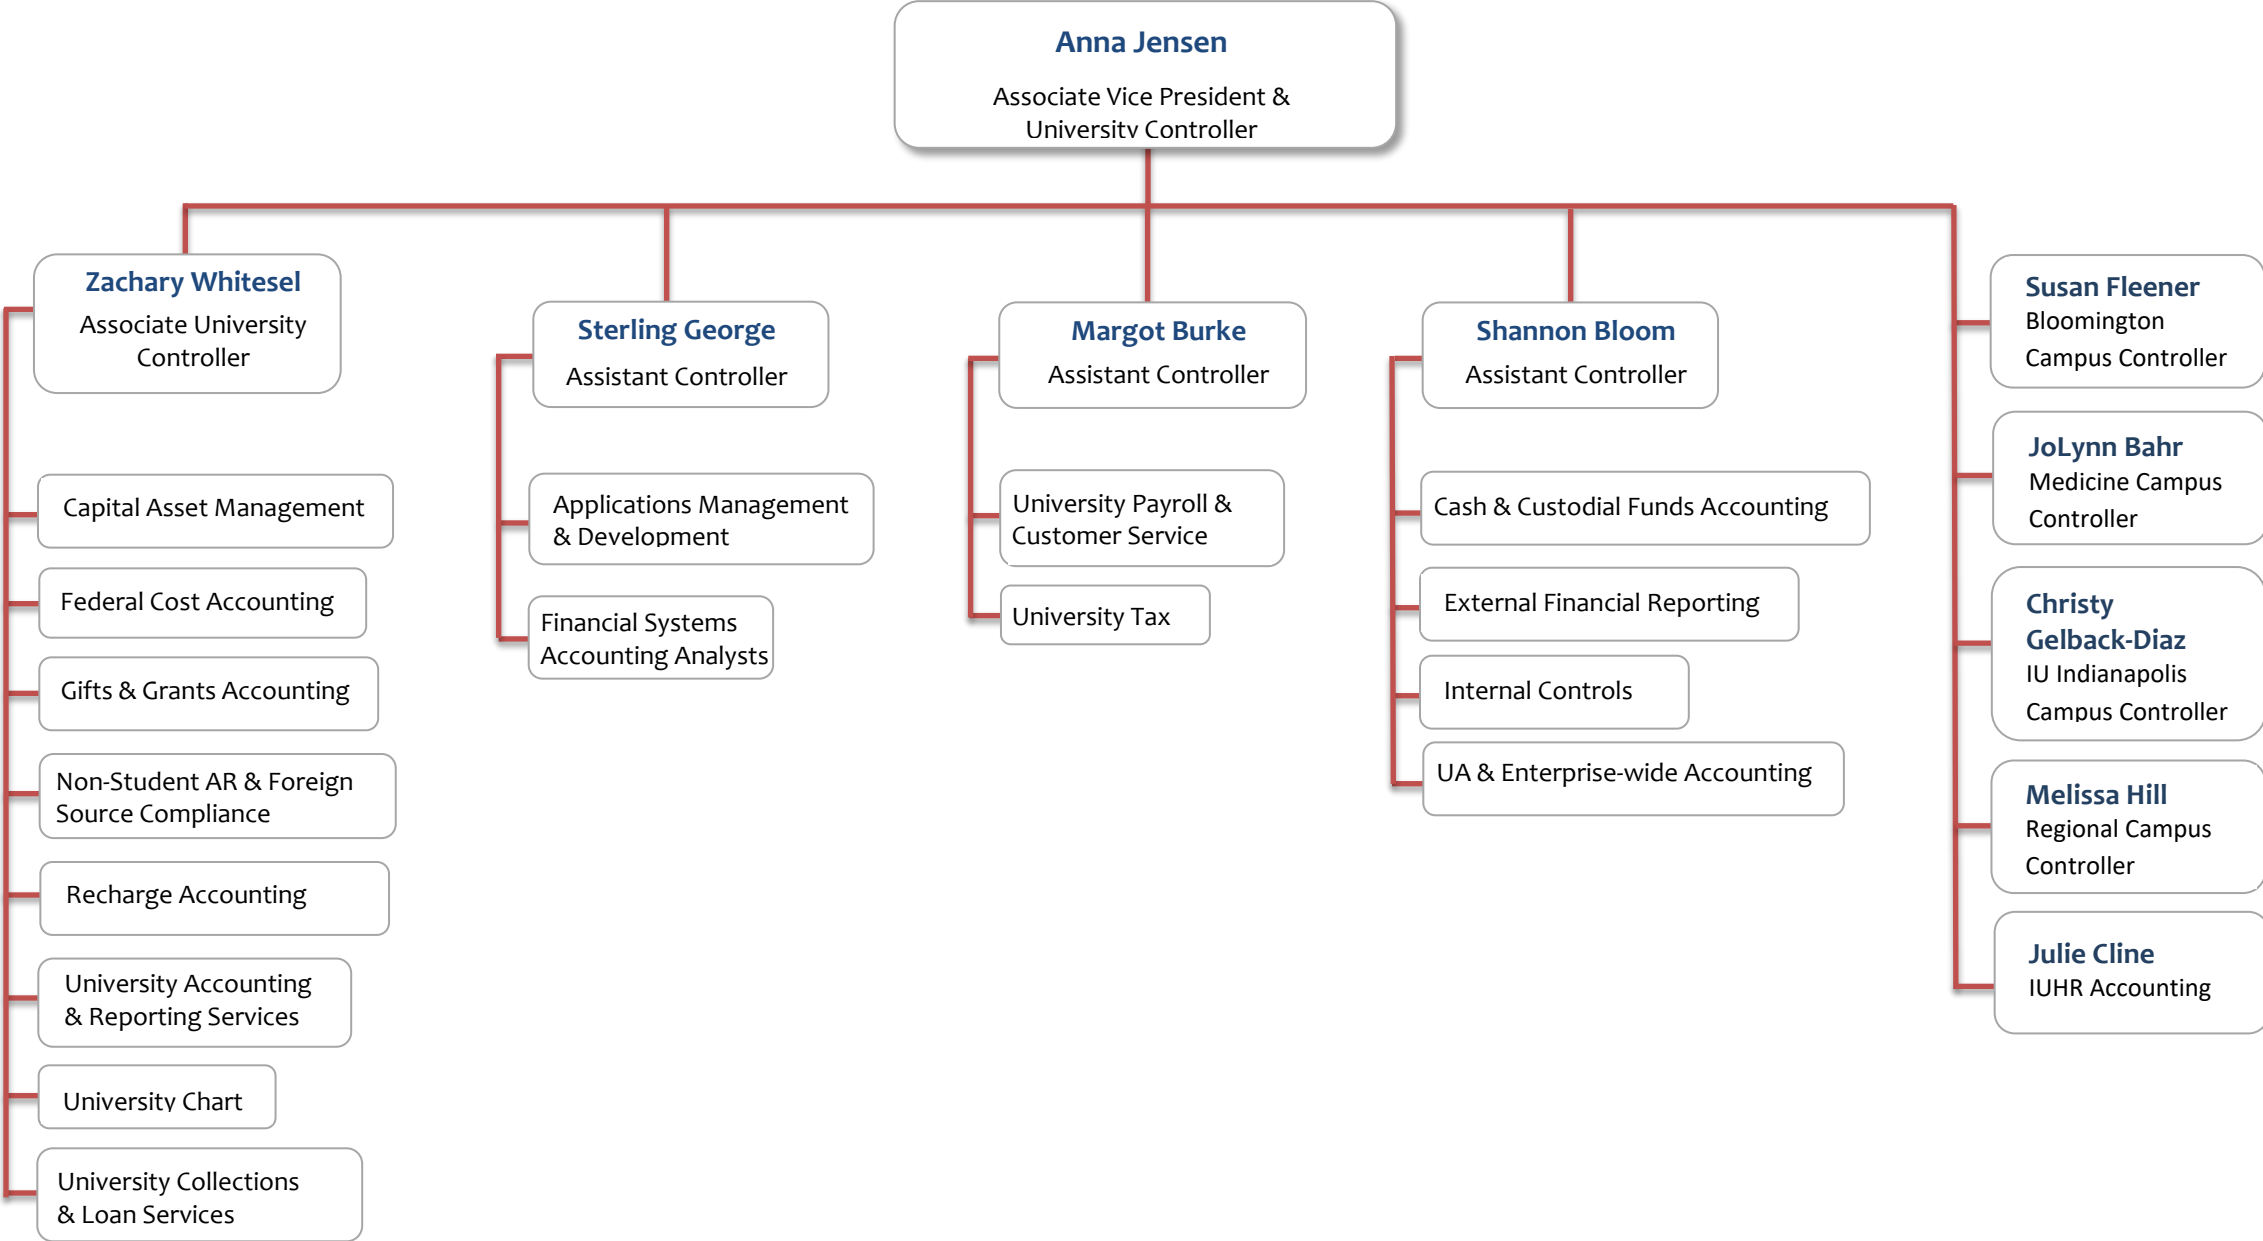 Anna Jensen
Associate Vice President &
University Controller
Zachary Whitesel
Associate University
Controller
Capital Asset Management
Federal Cost Accounting
Gifts & Grants Accounting
Non-Student AR & Foreign
Source Compliance
Recharge Accounting
University Accounting
& Reporting Services
University Chart
University Collections
& Loan Services
Sterling George
Assistant Controller
Applications Management
& Development
Financial Systems
Accounting Analysts
Margot Burke
Assistant Controller
University Payroll &
Customer Service
University Tax
Shannon Bloom
Assistant Controller
Cash & Custodial Funds Accounting
External Financial Reporting
Internal Controls
UA & Enterprise-wide Accounting
Susan Fleener
Bloomington
Campus Controller
JoLynn Bahr
Medicine Campus
Controller
Christy
Gelback-Diaz
IU Indianapolis
Campus Controller
Melissa Hill
Regional Campus
Controller
Julie Cline
IUHR Accounting